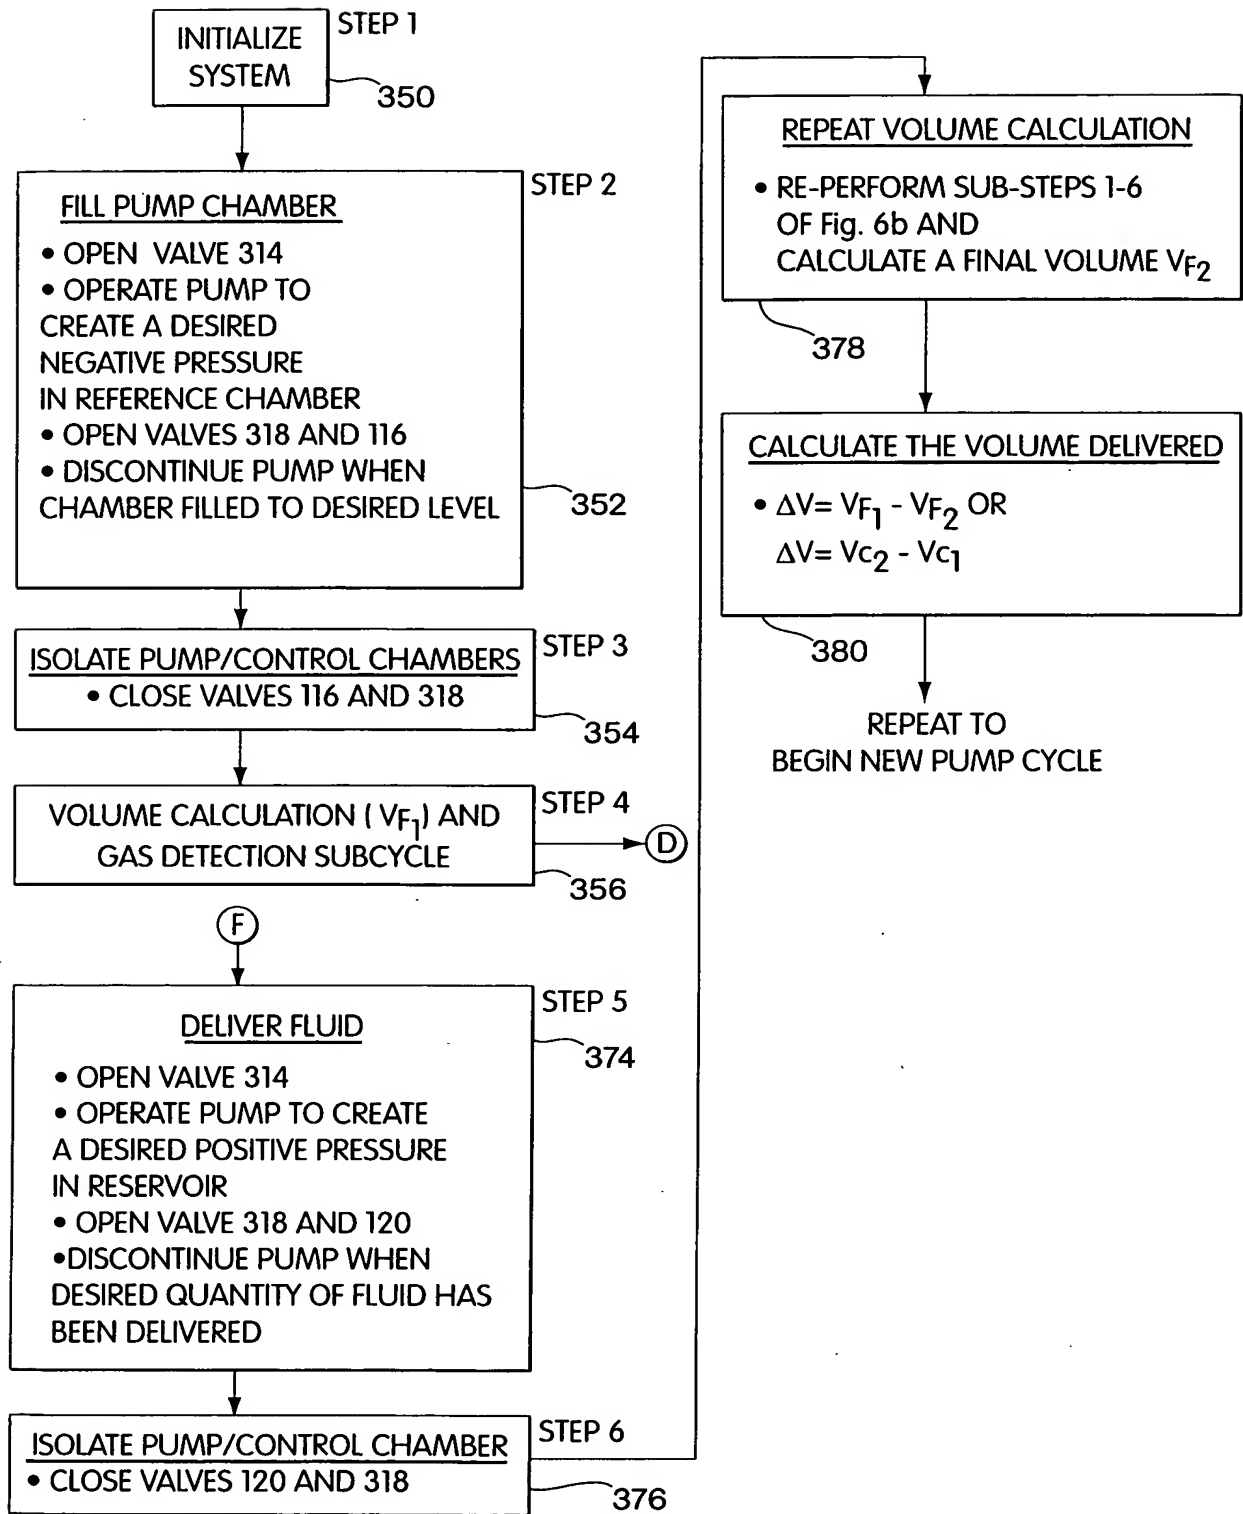 INITIALIZE
SYSTEM
STEP 1
350
STEP 2
FILL PUMP CHAMBER
• OPEN VALVE 314
• OPERATE PUMP TO
CREATE A DESIRED
NEGATIVE PRESSURE
IN REFERENCE CHAMBER
• OPEN VALVES 318 AND 116
• DISCONTINUE PUMP WHEN
CHAMBER FILLED TO DESIRED LEVEL
352
STEP 3
ISOLATE PUMP/CONTROL CHAMBERS
• CLOSE VALVES 116 AND 318
354
STEP 4
VOLUME CALCULATION (VF1) AND
GAS DETECTION SUBCYCLE
D
356
F
STEP 5
374
DELIVER FLUID
• OPEN VALVE 314
• OPERATE PUMP TO CREATE
A DESIRED POSITIVE PRESSURE
IN RESERVOIR
• OPEN VALVE 318 AND 120
•DISCONTINUE PUMP WHEN
DESIRED QUANTITY OF FLUID HAS
BEEN DELIVERED
STEP 6
ISOLATE PUMP/CONTROL CHAMBER
• CLOSE VALVES 120 AND 318
376
REPEAT VOLUME CALCULATION
• RE-PERFORM SUB-STEPS 1-6
OF Fig. 6b AND
CALCULATE A FINAL VOLUME VF2
378
CALCULATE THE VOLUME DELIVERED
• ΔV= VF1 - VF2 OR
ΔV= Vc2 - Vc1
380
REPEAT TO
BEGIN NEW PUMP CYCLE